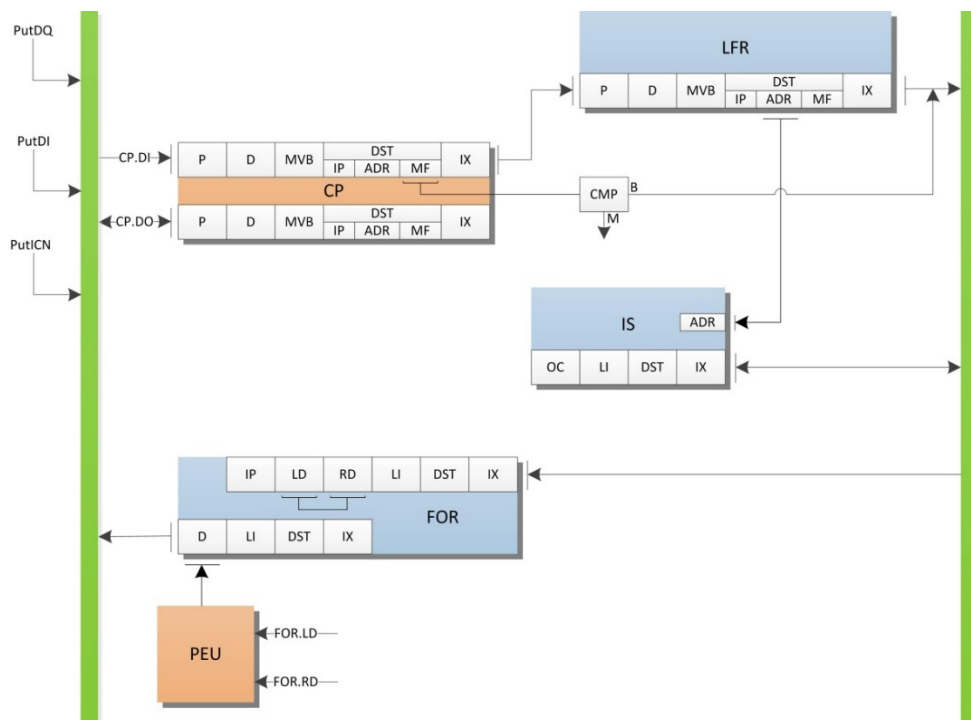 PutDQ
LFR
P D MVB DST IX
IP ADR MF
PutDI
CP.DI
P D MVB DST IX
IP ADR MF
CP
CMP B
M
CP.DO
P D MVB DST IX
IP ADR MF
PutICN
IS ADR
OC LI DST IX
IP LD RD LI DST IX
FOR
D LI DST IX
PEU
FOR.LD
FOR.RD